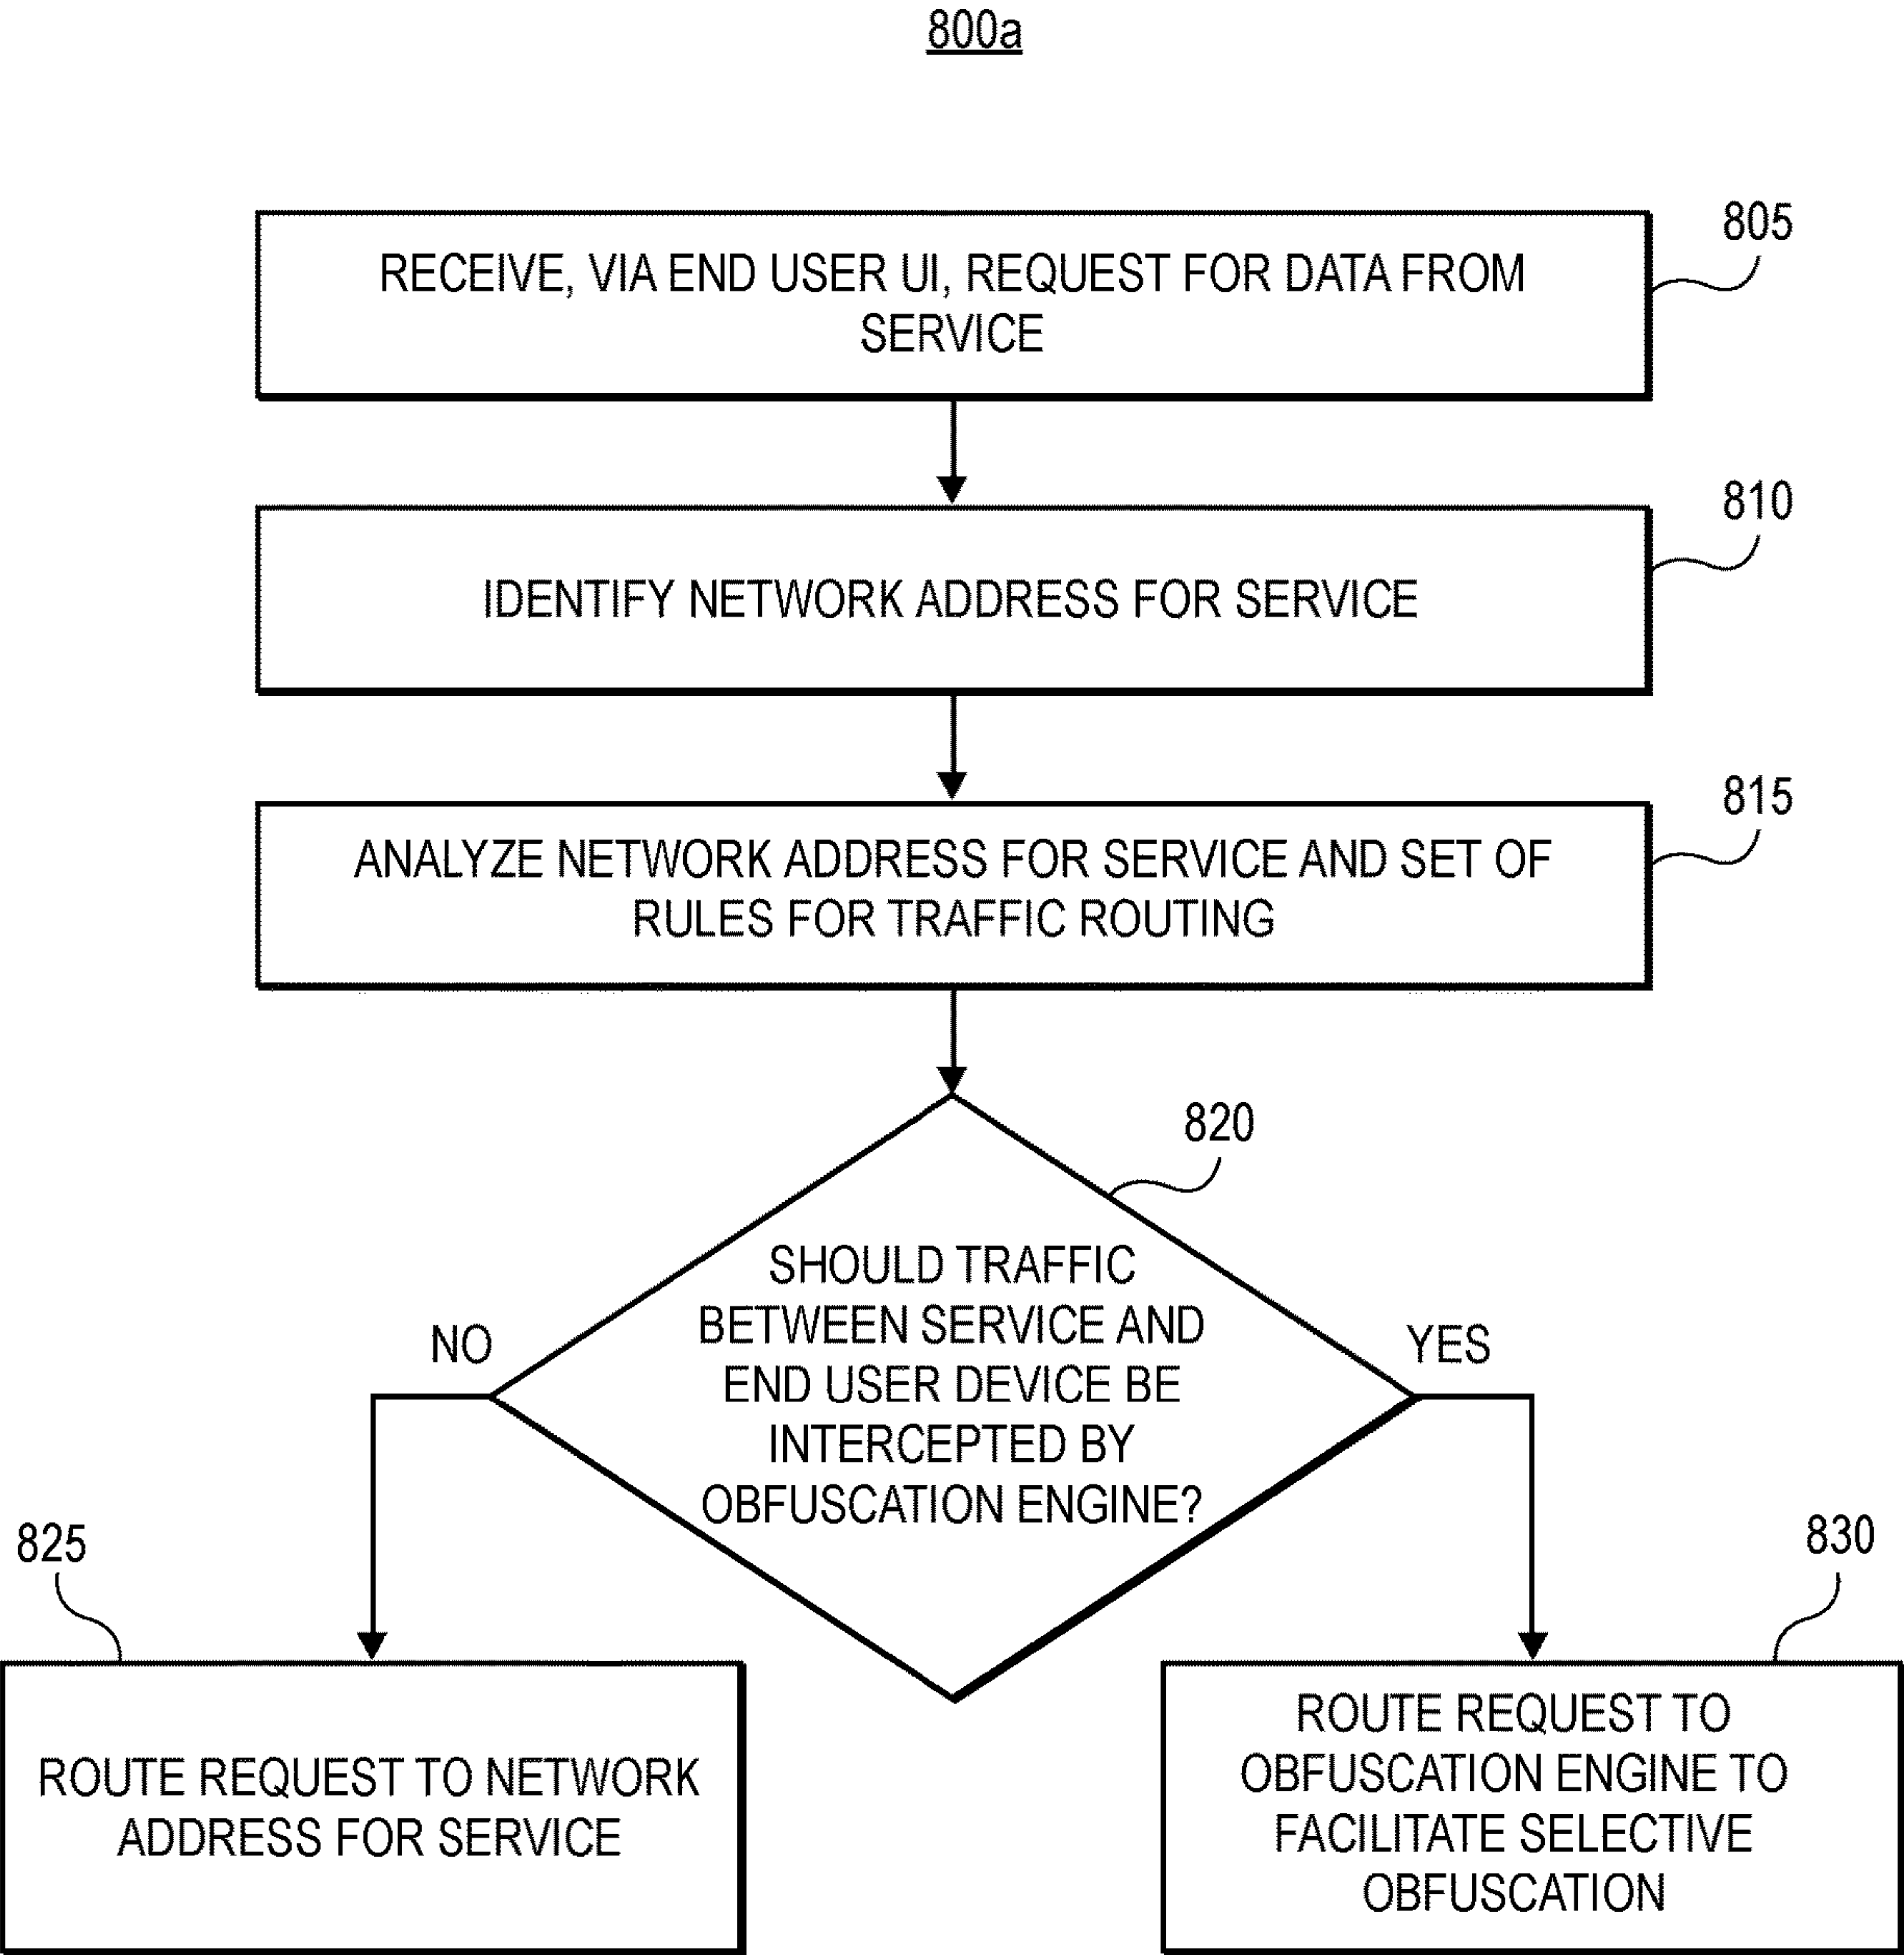 800a
805
RECEIVE, VIA END USER UI, REQUEST FOR DATA FROM
SERVICE
810
IDENTIFY NETWORK ADDRESS FOR SERVICE
815
ANALYZE NETWORK ADDRESS FOR SERVICE AND SET OF
RULES FOR TRAFFIC ROUTING
820
SHOULD TRAFFIC
BETWEEN SERVICE AND
END USER DEVICE BE
INTERCEPTED BY
OBFUSCATION ENGINE?
NO
YES
825
ROUTE REQUEST TO NETWORK
ADDRESS FOR SERVICE
830
ROUTE REQUEST TO
OBFUSCATION ENGINE TO
FACILITATE SELECTIVE
OBFUSCATION